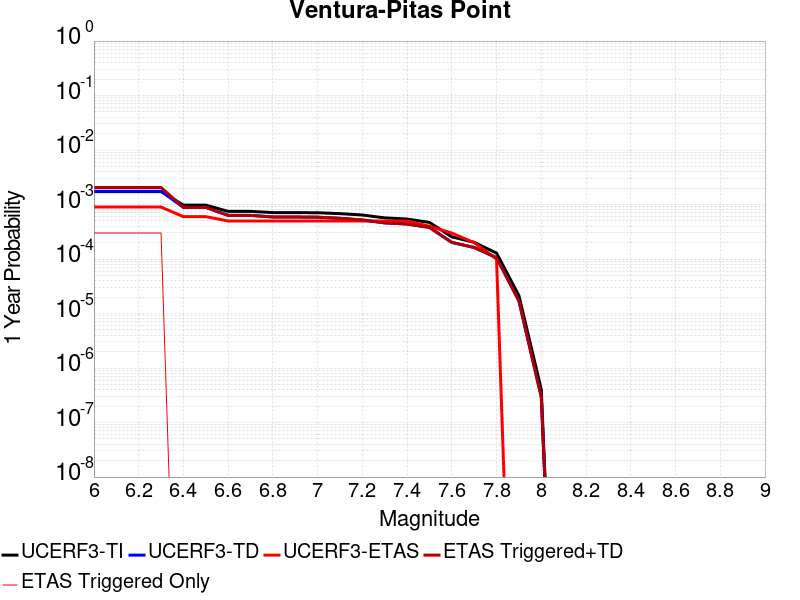 Ventura-Pitas Point
10^0
10^-1
10^-2
10^-3
10^-4
10^-5
10^-6
10^-7
10^-8
1 Year Probability
6 6.2 6.4 6.6 6.8 7 7.2 7.4 7.6 7.8 8 8.2 8.4 8.6 8.8 9
Magnitude
UCERF3-TI UCERF3-TD UCERF3-ETAS ETAS Triggered+TD
ETAS Triggered Only